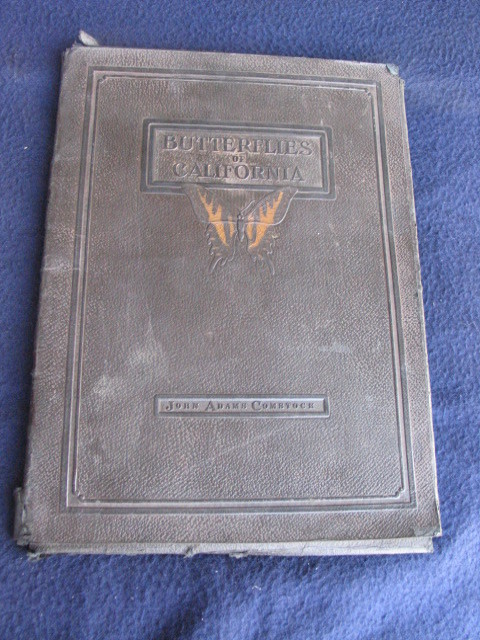 BUTTERFLIES
OF
CALIFORNIA
JOHN ADAMS COMSTOCK